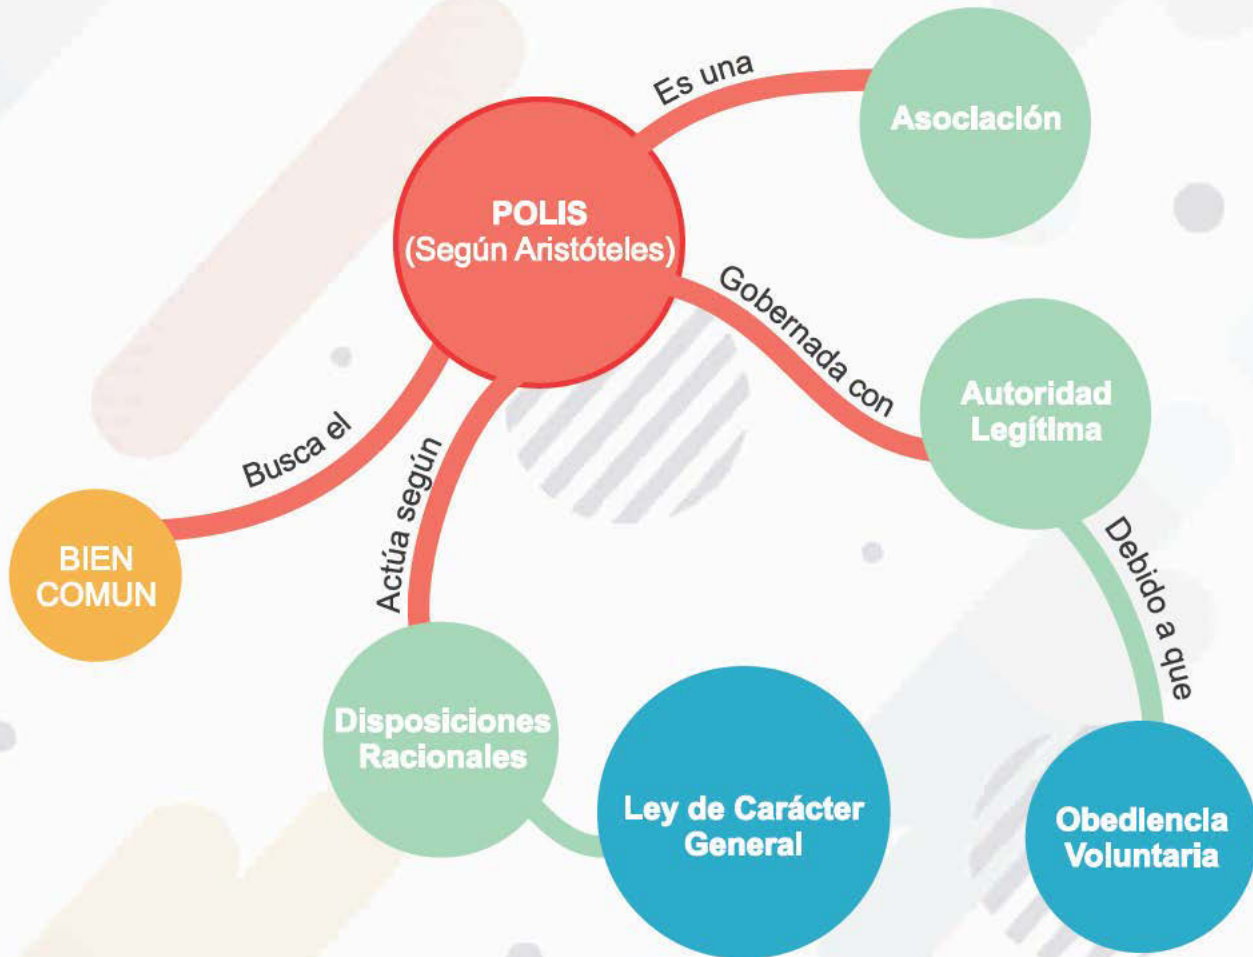 Es una
Asociación
POLIS
(Según Aristóteles)
Gobernada con
Autoridad
Legítima
Busca el
Actúa según
Debido a que
BIEN
COMUN
Disposiciones
Racionales
Ley de Carácter
General
Obediencia
Voluntaria